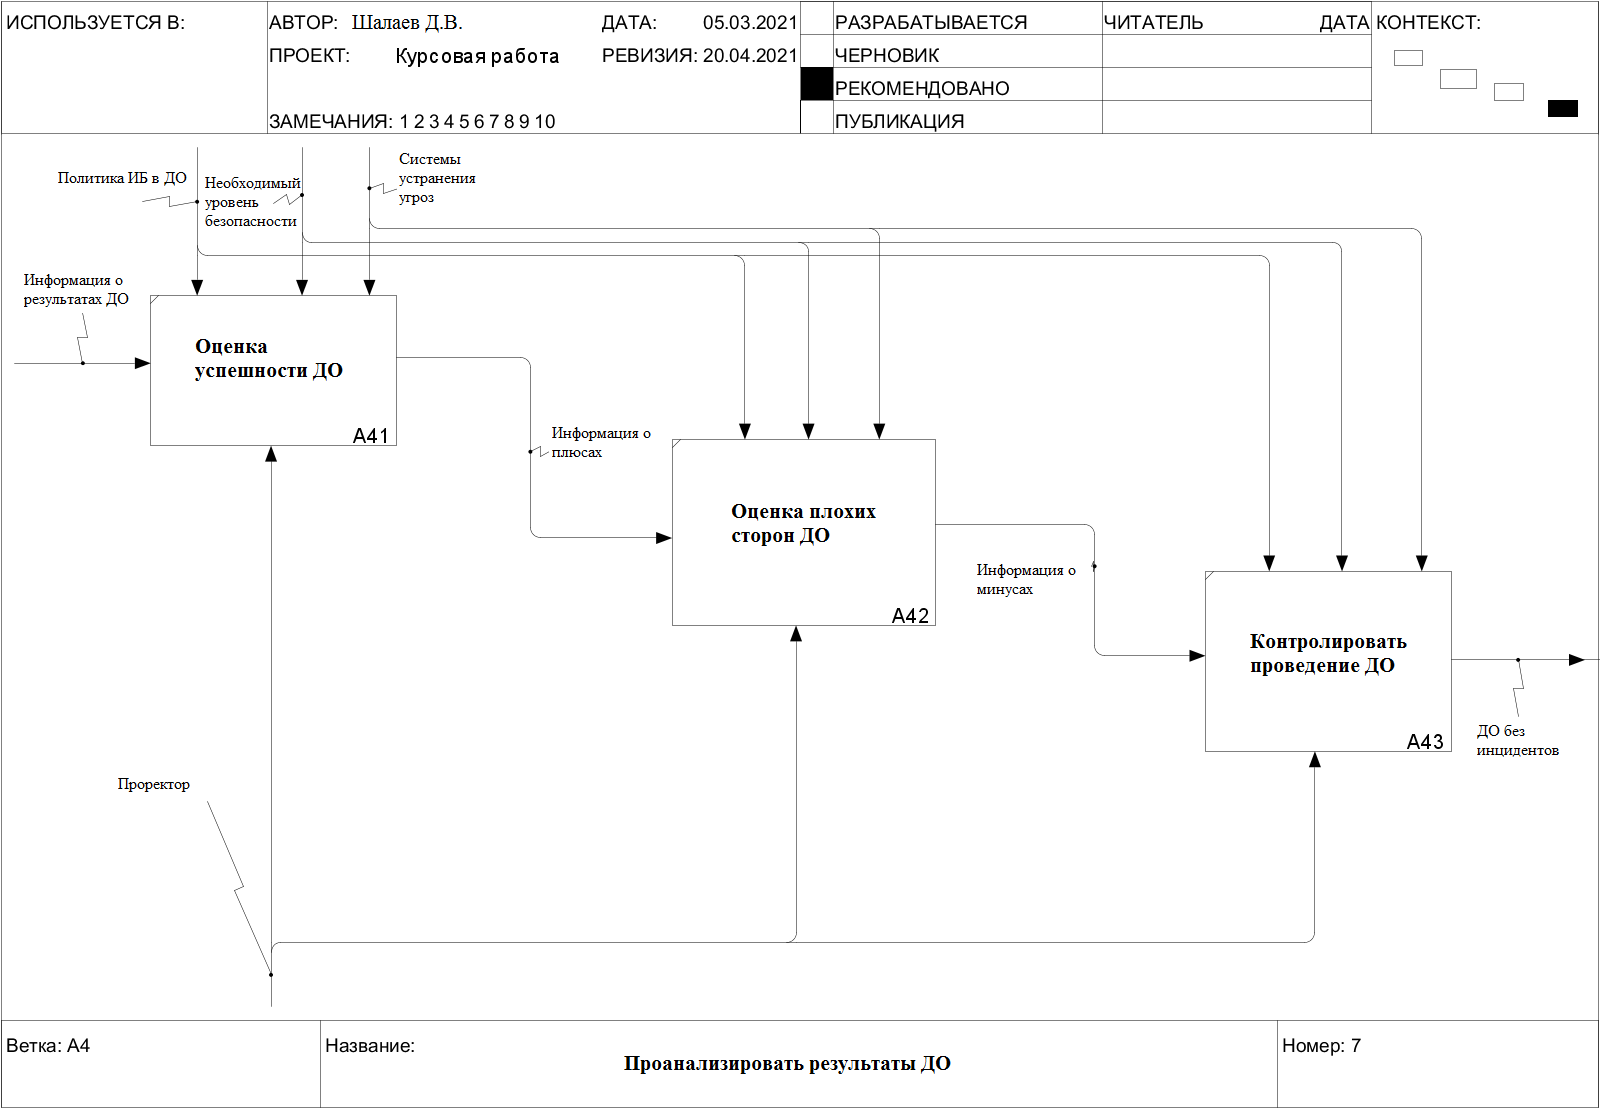 ИСПОЛЬЗУЕТСЯ В:
АВТОР: Шалаев Д.В.
ДАТА: 05.03.2021
ПРОЕКТ: Курсовая работа
РЕВИЗИЯ: 20.04.2021
ЗАМЕЧАНИЯ: 1 2 3 4 5 6 7 8 9 10
РАЗРАБАТЫВАЕТСЯ
ЧЕРНОВИК
РЕКОМЕНДОВАНО
ПУБЛИКАЦИЯ
ЧИТАТЕЛЬ
ДАТА
КОНТЕКСТ:
Политика ИБ в ДО
Необходимый
уровень
безопасности
Системы
устранения
угроз
Информация о
результатах ДО
Оценка
успешности ДО
A41
Информация о
плюсах
Оценка плохих
сторон ДО
A42
Информация о
минусах
Контролировать
проведение ДО
A43
ДО без
инцидентов
Проректор
Ветка: A4
Название:
Проанализировать результаты ДО
Номер: 7